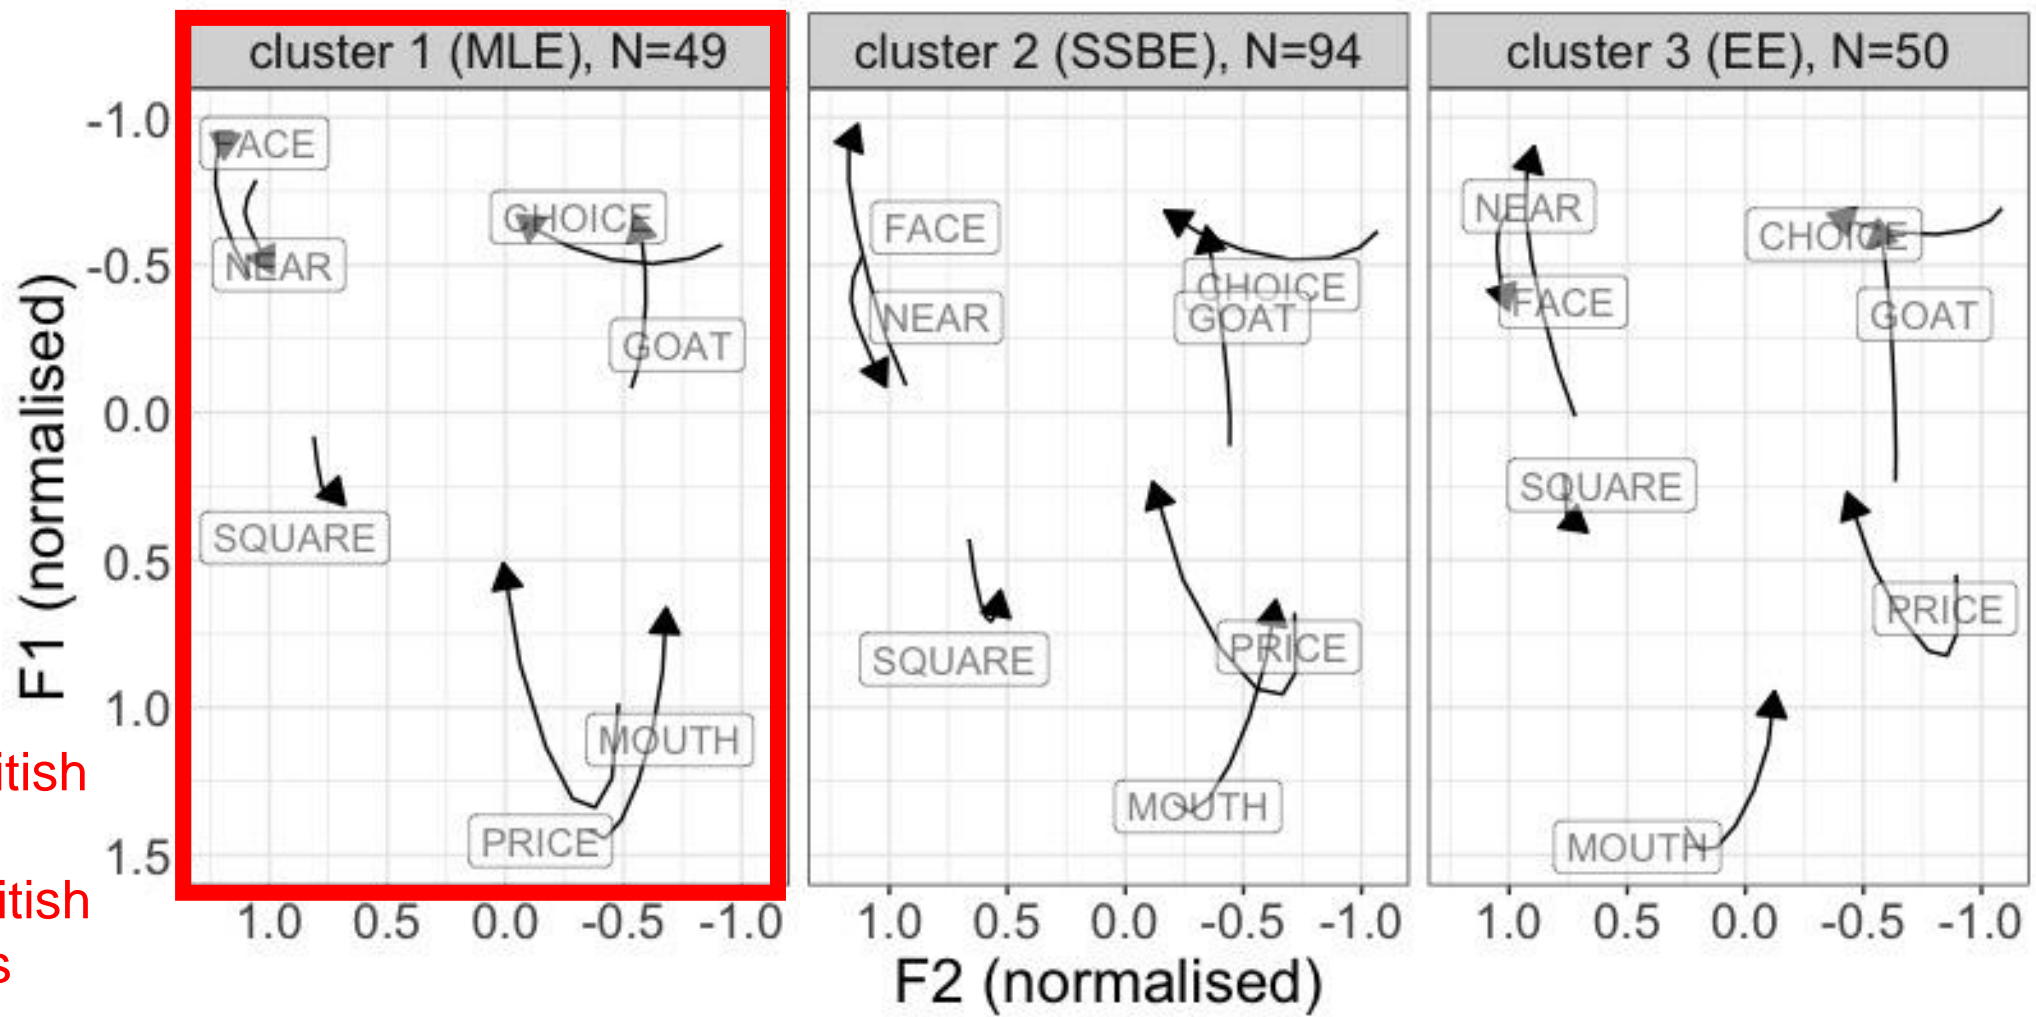 cluster 1 (MLE), N=49
cluster 2 (SSBE), N=94
cluster 3 (EE), N=50
F1 (normalised)
-1.0
-0.5
0.0
0.5
1.0
1.5
FACE
NEAR
CHOICE
GOAT
SQUARE
MOUTH
PRICE
FACE
NEAR
CHOICE
GOAT
SQUARE
PRICE
MOUTH
NEAR
FACE
CHOICE
GOAT
SQUARE
PRICE
MOUTH
itish
itish
s
1.0 0.5 0.0 -0.5 -1.0
1.0 0.5 0.0 -0.5 -1.0
1.0 0.5 0.0 -0.5 -1.0
F2 (normalised)